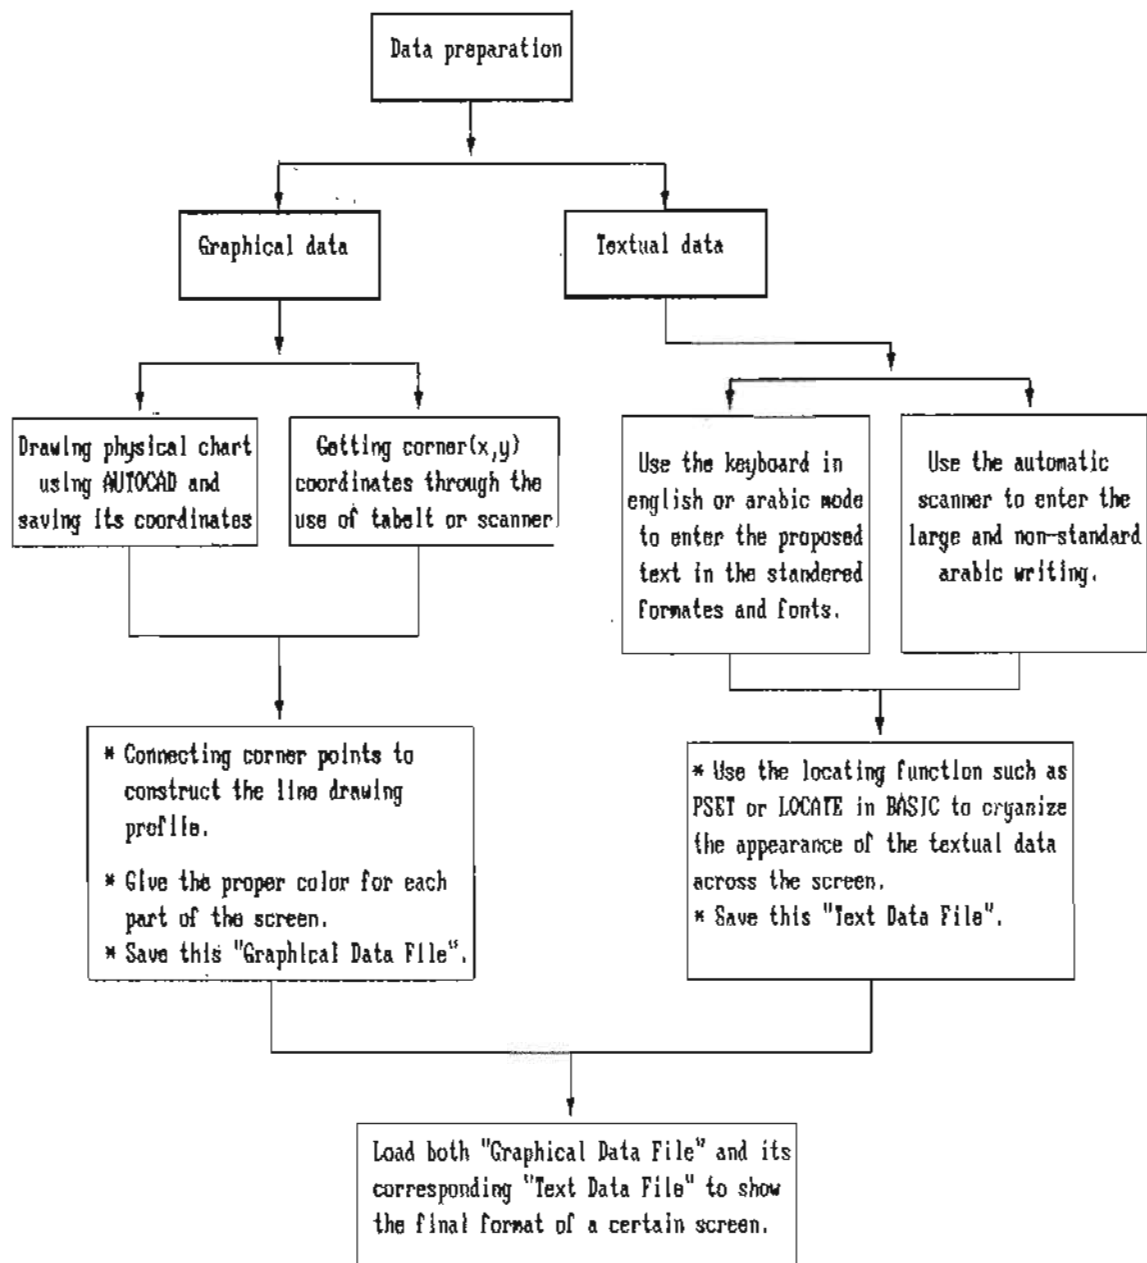 Data preparation
Graphical data
Textual data
Drawing physical chart
using AUTOCAD and
saving its coordinates
Getting corner(x,y)
coordinates through the
use of tabelt or scanner
Use the keyboard in
english or arabic mode
to enter the proposed
text in the standered
formates and fonts.
Use the automatic
scanner to enter the
large and non-standard
arabic writing.
* Connecting corner points to
construct the line drawing
profile.
* Give the proper color for each
part of the screen.
* Save this "Graphical Data File".
* Use the locating function such as
PSET or LOCATE in BASIC to organize
the appearance of the textual data
across the screen.
* Save this "Text Data File".
Load both "Graphical Data File" and its
corresponding "Text Data File" to show
the final format of a certain screen.